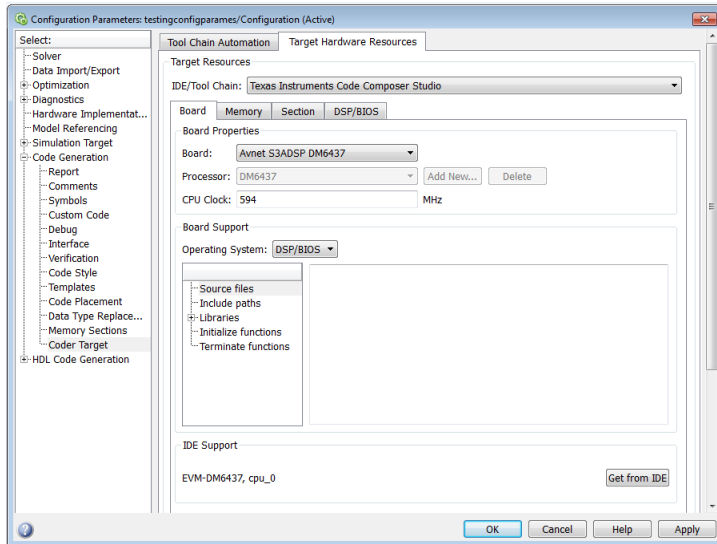 Configuration Parameters: testingconfigparames/Configuration (Active)
Select:
Solver
Data Import/Export
Optimization
Diagnostics
Hardware Implementat...
Model Referencing
Simulation Target
Code Generation
Report
Comments
Symbols
Custom Code
Debug
Interface
Verification
Code Style
Templates
Code Placement
Data Type Replace...
Memory Sections
Coder Target
HDL Code Generation
Tool Chain Automation Target Hardware Resources
Target Resources
IDE/Tool Chain: Texas Instruments Code Composer Studio
Board Memory Section DSP/BIOS
Board Properties
Board: Avnet S3ADSP DM6437
Processor: DM6437 Add New... Delete
CPU Clock: 594 MHz
Board Support
Operating System: DSP/BIOS
Source files
Include paths
Libraries
Initialize functions
Terminate functions
IDE Support
EVM-DM6437, cpu_0 Get from IDE
OK Cancel Help Apply